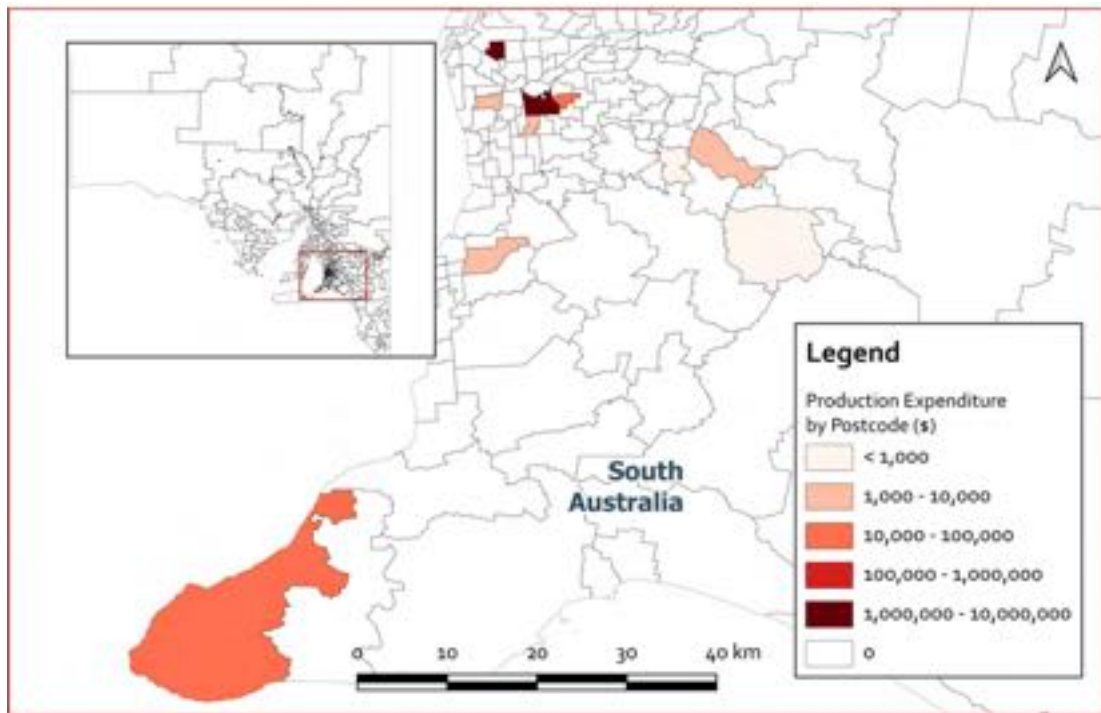 South
Australia
Legend
Production Expenditure
by Postcode ($)
< 1,000
1,000 - 10,000
10,000 - 100,000
100,000 - 1,000,000
1,000,000 - 10,000,000
0
0 10 20 30 40 km